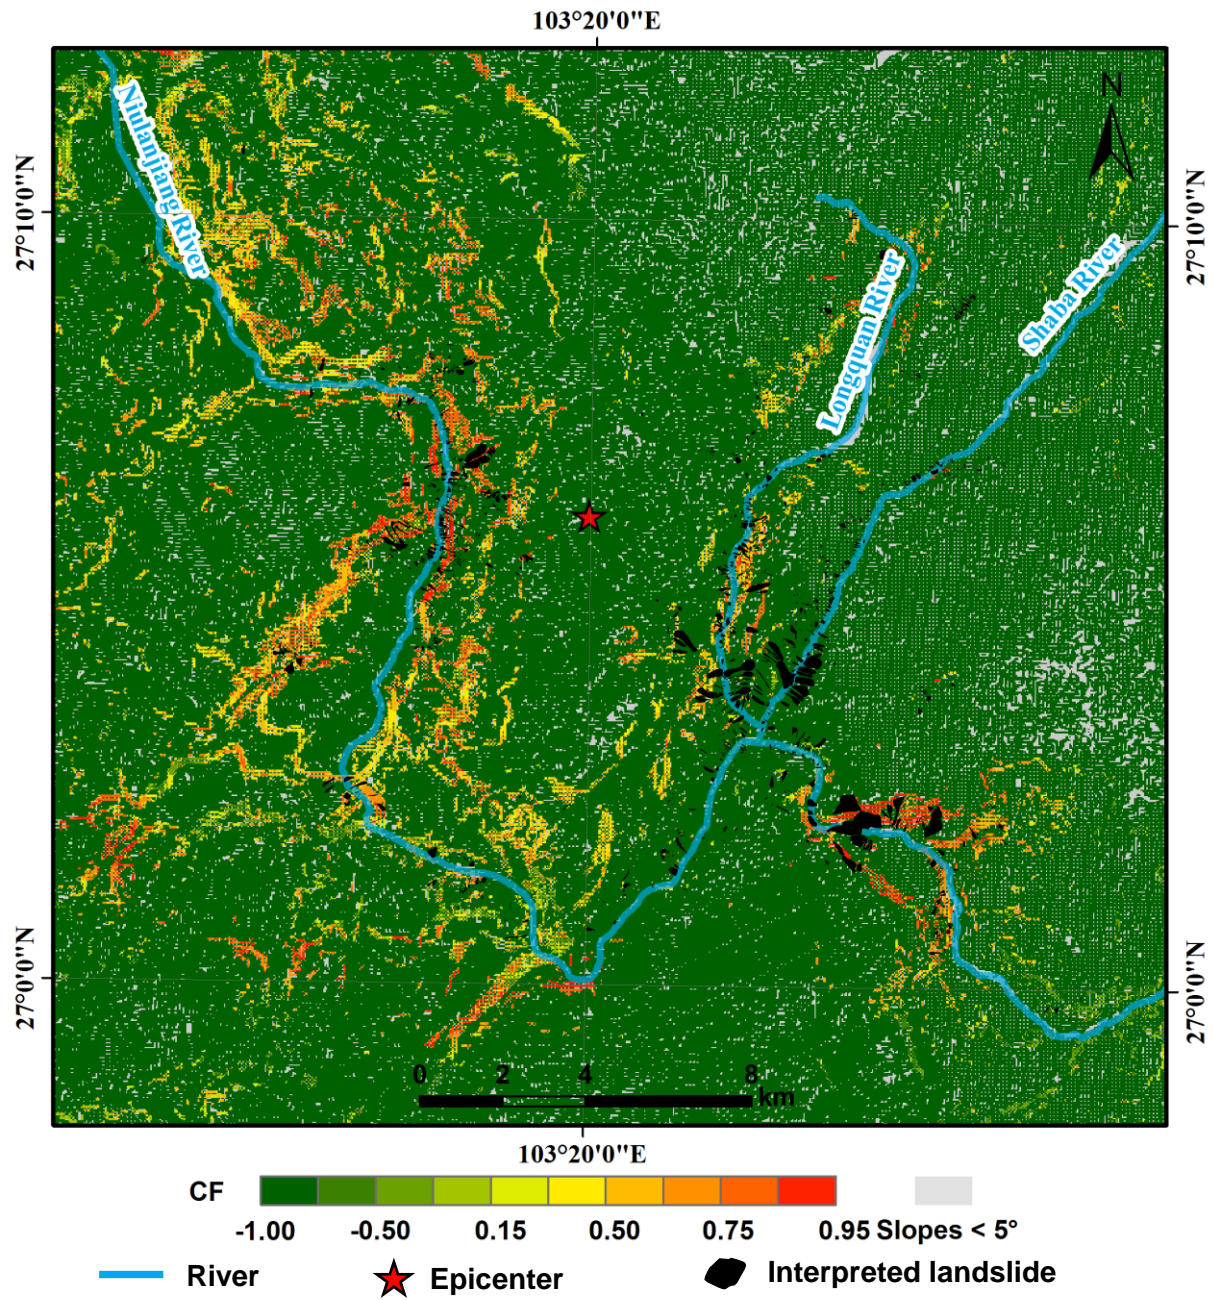 103°20'0"E
N
Niulanjiang River
27°10'0"N
27°10'0"N
Longquan River
Shaba River
27°0'0"N
27°0'0"N
0 2 4 8
km
103°20'0"E
CF
-1.00 -0.50 0.15 0.50 0.75 0.95 Slopes < 5°
River Epicenter Interpreted landslide